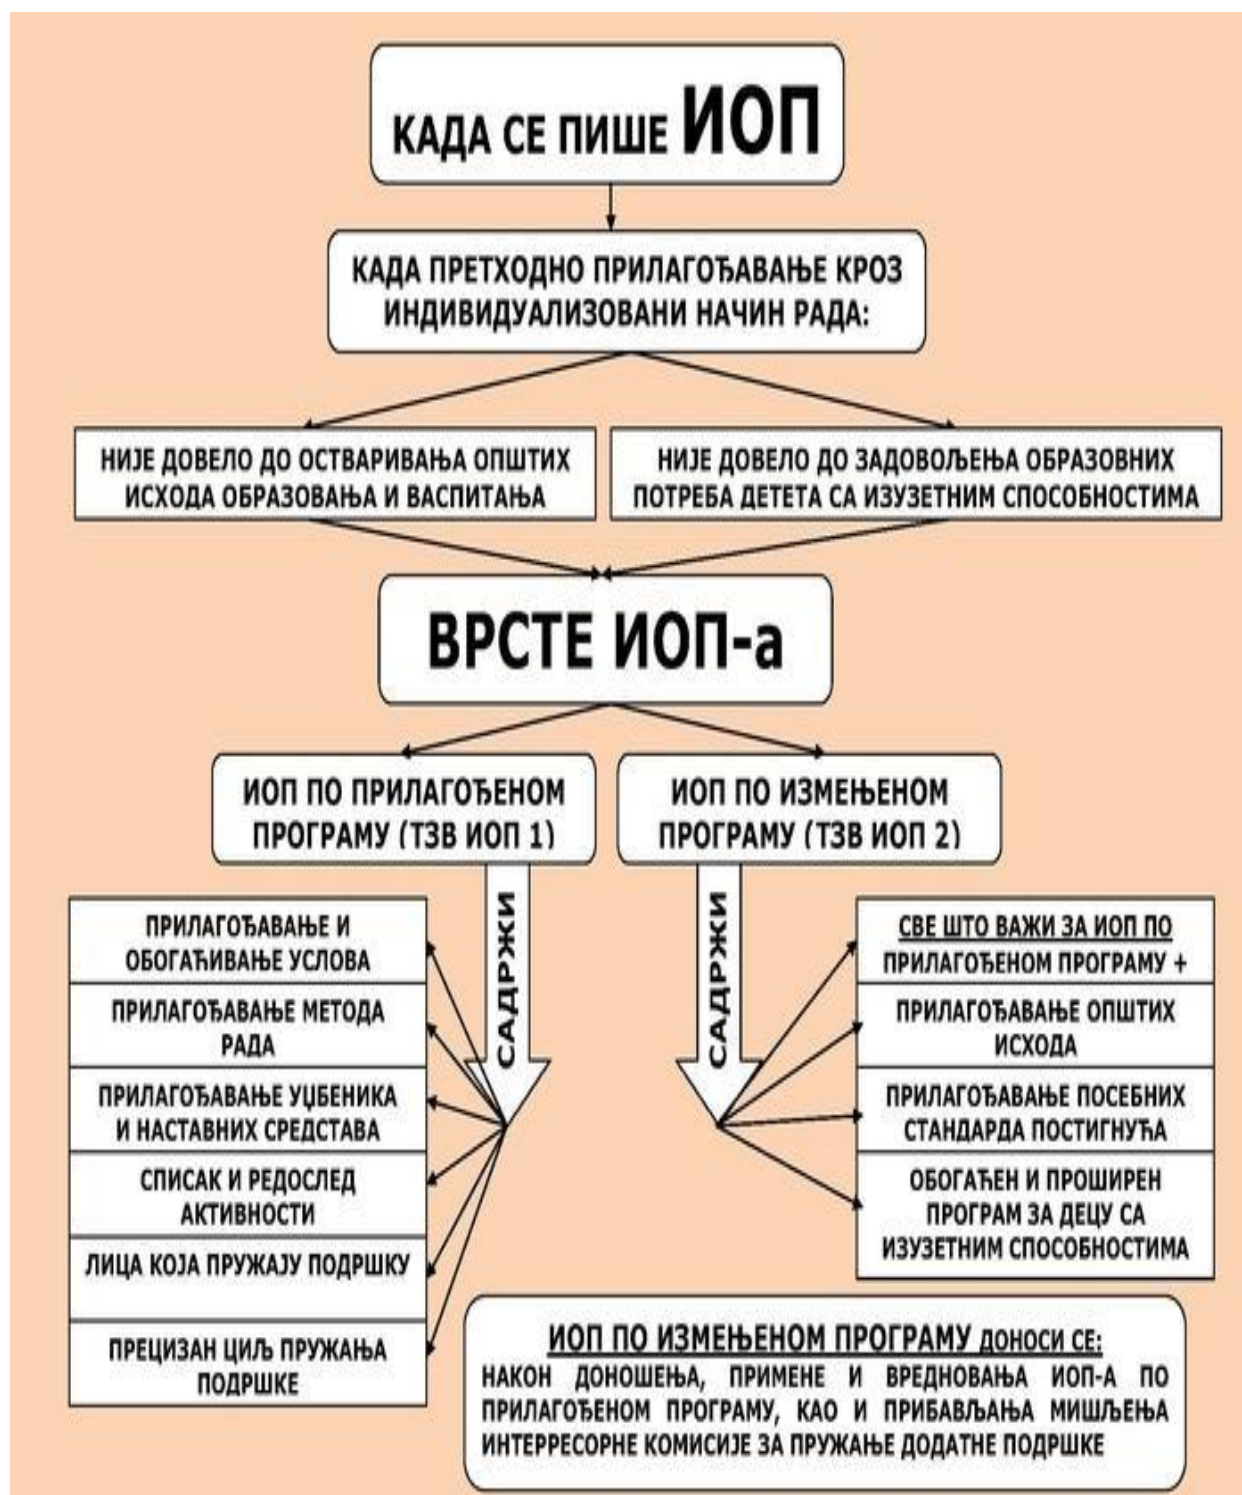 КАДА СЕ ПИШЕ ИОП
КАДА ПРЕТХОДНО ПРИЛАГОЂАВАЊЕ КРОЗ
ИНДИВИДУАЛИЗОВАНИ НАЧИН РАДА:
НИЈЕ ДОВЕЛО ДО ОСТВАРИВАЊА ОПШТИХ
ИСХОДА ОБРАЗОВАЊА И ВАСПИТАЊА
НИЈЕ ДОВЕЛО ДО ЗАДОВОЉЕЊА ОБРАЗОВНИХ
ПОТРЕБА ДЕТЕТА СА ИЗУЗЕТНИМ СПОСОБНОСТИМА
ВРСТЕ ИОП-а
ИОП ПО ПРИЛАГОЂЕНОМ
ПРОГРАМУ (ТЗВ ИОП 1)
ИОП ПО ИЗМЕЊЕНОМ
ПРОГРАМУ (ТЗВ ИОП 2)
САДРЖИ
ПРИЛАГОЂАВАЊЕ И
ОБОГАЋИВАЊЕ УСЛОВА
ПРИЛАГОЂАВАЊЕ МЕТОДА
РАДА
ПРИЛАГОЂАВАЊЕ УЏБЕНИКА
И НАСТАВНИХ СРЕДСТАВА
СПИСАК И РЕДОСЛЕД
АКТИВНОСТИ
ЛИЦА КОЈА ПРУЖАЈУ ПОДРШКУ
ПРЕЦИЗАН ЦИЉ ПРУЖАЊА
ПОДРШКЕ
САДРЖИ
СВЕ ШТО ВАЖИ ЗА ИОП ПО
ПРИЛАГОЂЕНОМ ПРОГРАМУ +
ПРИЛАГОЂАВАЊЕ ОПШТИХ
ИСХОДА
ПРИЛАГОЂАВАЊЕ ПОСЕБНИХ
СТАНДАРДА ПОСТИГНУЋА
ОБОГАЋЕН И ПРОШИРЕН
ПРОГРАМ ЗА ДЕЦУ СА
ИЗУЗЕТНИМ СПОСОБНОСТИМА
ИОП ПО ИЗМЕЊЕНОМ ПРОГРАМУ ДОНОСИ СЕ:
НАКОН ДОНОШЕЊА, ПРИМЕНЕ И ВРЕДНОВАЊА ИОП-А ПО
ПРИЛАГОЂЕНОМ ПРОГРАМУ, КАО И ПРИБАВЉАЊА МИШЉЕЊА
ИНТЕРРЕСОРНЕ КОМИСИЈЕ ЗА ПРУЖАЊЕ ДОДАТНЕ ПОДРШКЕ